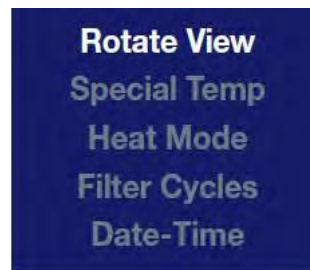 Rotate View
Special Temp
Heat Mode
Filter Cycles
Date-Time